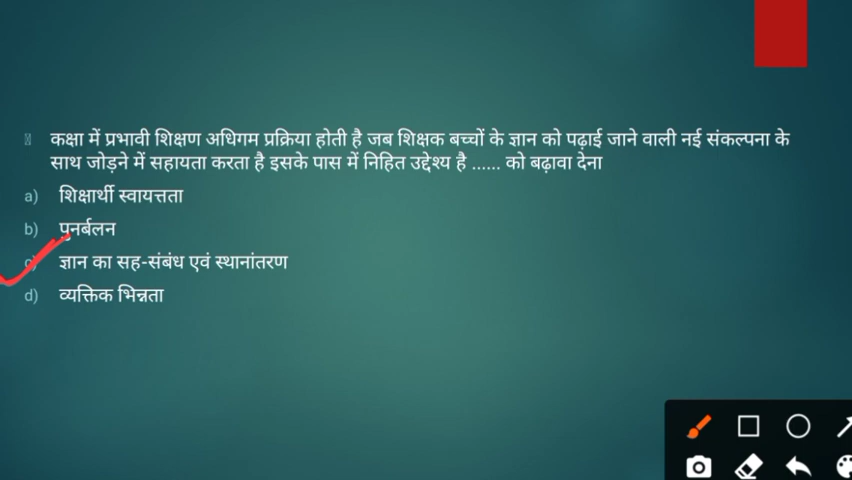 कक्षा में प्रभावी शिक्षण अधिगम प्रक्रिया होती है जब शिक्षक बच्चों के ज्ञान को पढ़ाई जाने वाली नई संकल्पना के
साथ जोड़ने में सहायता करता है इसके पास में निहित उद्देश्य है ...... को बढ़ावा देना
a) शिक्षार्थी स्वायत्तता
b) पुनर्बलन
c) ज्ञान का सह-संबंध एवं स्थानांतरण
d) व्यक्तिक भिन्नता